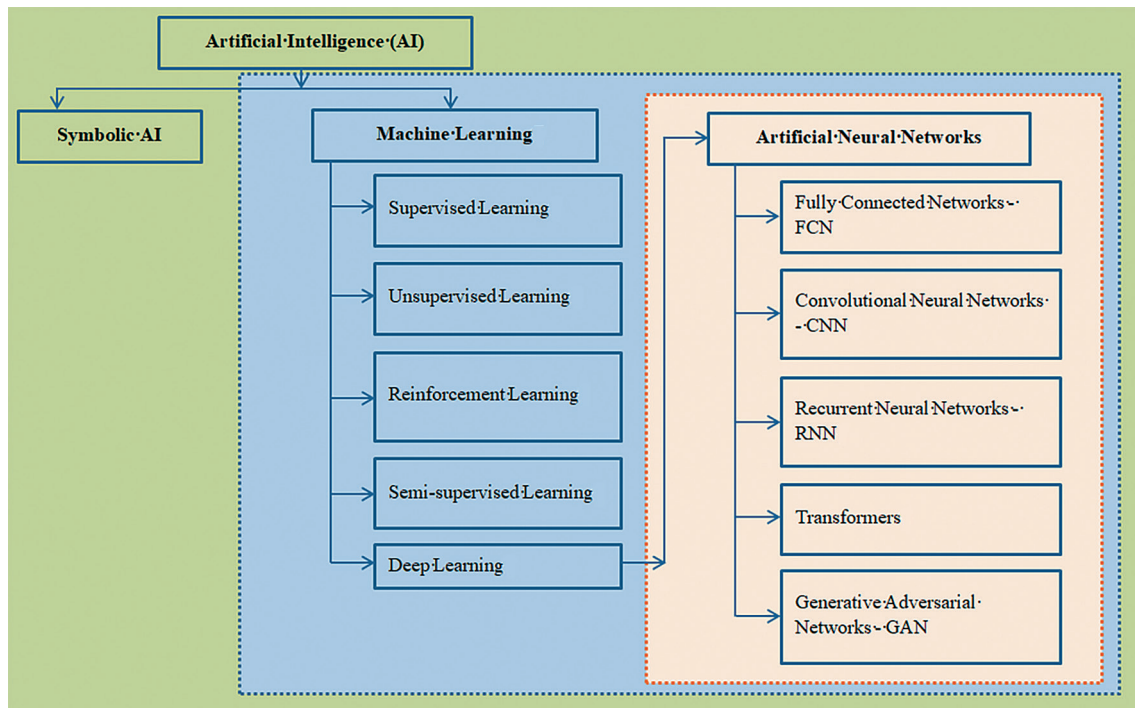 Artificial·Intelligence·(AI)
Symbolic·AI
Machine·Learning
Supervised·Learning
Unsupervised·Learning
Reinforcement·Learning
Semi-supervised·Learning
Deep·Learning
Artificial·Neural·Networks
Fully·Connected·Networks·-·
FCN
Convolutional·Neural·Networks·
-·CNN
Recurrent·Neural·Networks·-·
RNN
Transformers
Generative·Adversarial·
Networks·-·GAN